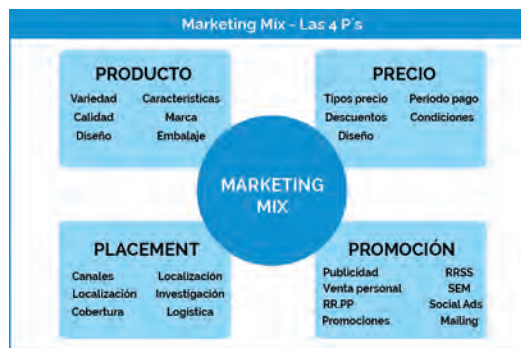 Marketing Mix - Las 4 P's
PRODUCTO
Variedad Caracteristicas
Calidad Marca
Diseño Embalaje
PRECIO
Tipos precio Periodo pago
Descuentos Condiciones
Diseño
MARKETING
MIX
PLACEMENT
Canales Localización
Localización Investigación
Cobertura Logística
PROMOCIÓN
Publicidad RRSS
Venta personal SEM
RR.PP Social Ads
Promociones Mailing